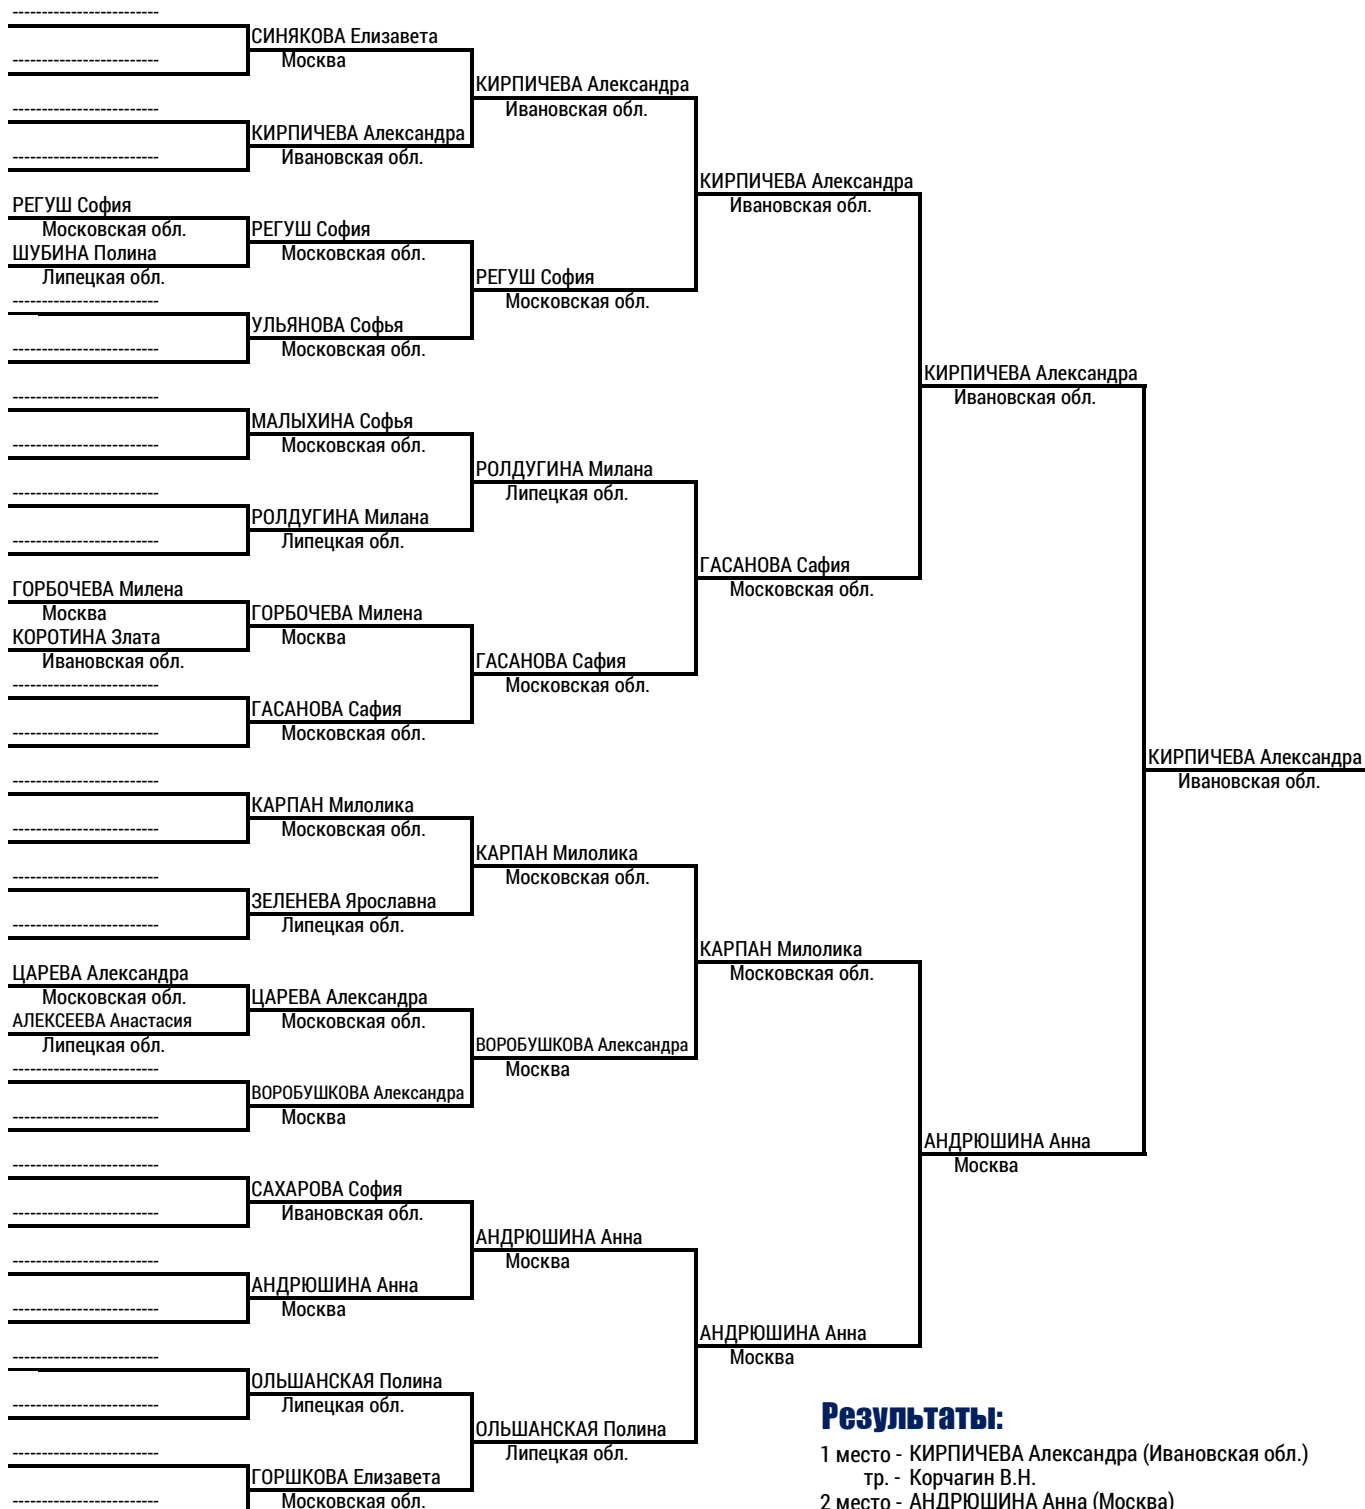 -------------------------
-------------------------
-------------------------
-------------------------
РЕГУШ София
Московская обл.
ШУБИНА Полина
Липецкая обл.
-------------------------
-------------------------
-------------------------
-------------------------
-------------------------
-------------------------
ГОРБОЧЕВА Милена
Москва
КОРОТИНА Злата
Ивановская обл.
-------------------------
-------------------------
-------------------------
-------------------------
-------------------------
-------------------------
ЦАРЕВА Александра
Московская обл.
АЛЕКСЕЕВА Анастасия
Липецкая обл.
-------------------------
-------------------------
-------------------------
-------------------------
-------------------------
-------------------------
-------------------------
-------------------------
-------------------------
-------------------------
СИНЯКОВА Елизавета
Москва
КИРПИЧЕВА Александра
Ивановская обл.
РЕГУШ София
Московская обл.
УЛЬЯНОВА Софья
Московская обл.
МАЛЫХИНА Софья
Московская обл.
РОЛДУГИНА Милана
Липецкая обл.
ГОРБОЧЕВА Милена
Москва
ГАСАНОВА Сафия
Московская обл.
КАРПАН Милолика
Московская обл.
ЗЕЛЕНЕВА Ярославна
Липецкая обл.
ЦАРЕВА Александра
Московская обл.
ВОРОБУШКОВА Александра
Москва
САХАРОВА София
Ивановская обл.
АНДРЮШИНА Анна
Москва
ОЛЬШАНСКАЯ Полина
Липецкая обл.
ГОРШКОВА Елизавета
Московская обл.
КИРПИЧЕВА Александра
Ивановская обл.
РЕГУШ София
Московская обл.
РОЛДУГИНА Милана
Липецкая обл.
ГАСАНОВА Сафия
Московская обл.
КАРПАН Милолика
Московская обл.
ВОРОБУШКОВА Александра
Москва
АНДРЮШИНА Анна
Москва
ОЛЬШАНСКАЯ Полина
Липецкая обл.
КИРПИЧЕВА Александра
Ивановская обл.
ГАСАНОВА Сафия
Московская обл.
КАРПАН Милолика
Московская обл.
АНДРЮШИНА Анна
Москва
КИРПИЧЕВА Александра
Ивановская обл.
АНДРЮШИНА Анна
Москва
КИРПИЧЕВА Александра
Ивановская обл.
Результаты:
1 место - КИРПИЧЕВА Александра (Ивановская обл.)
тр. - Корчагин В.Н.
2 место - АНДРЮШИНА Анна (Москва)